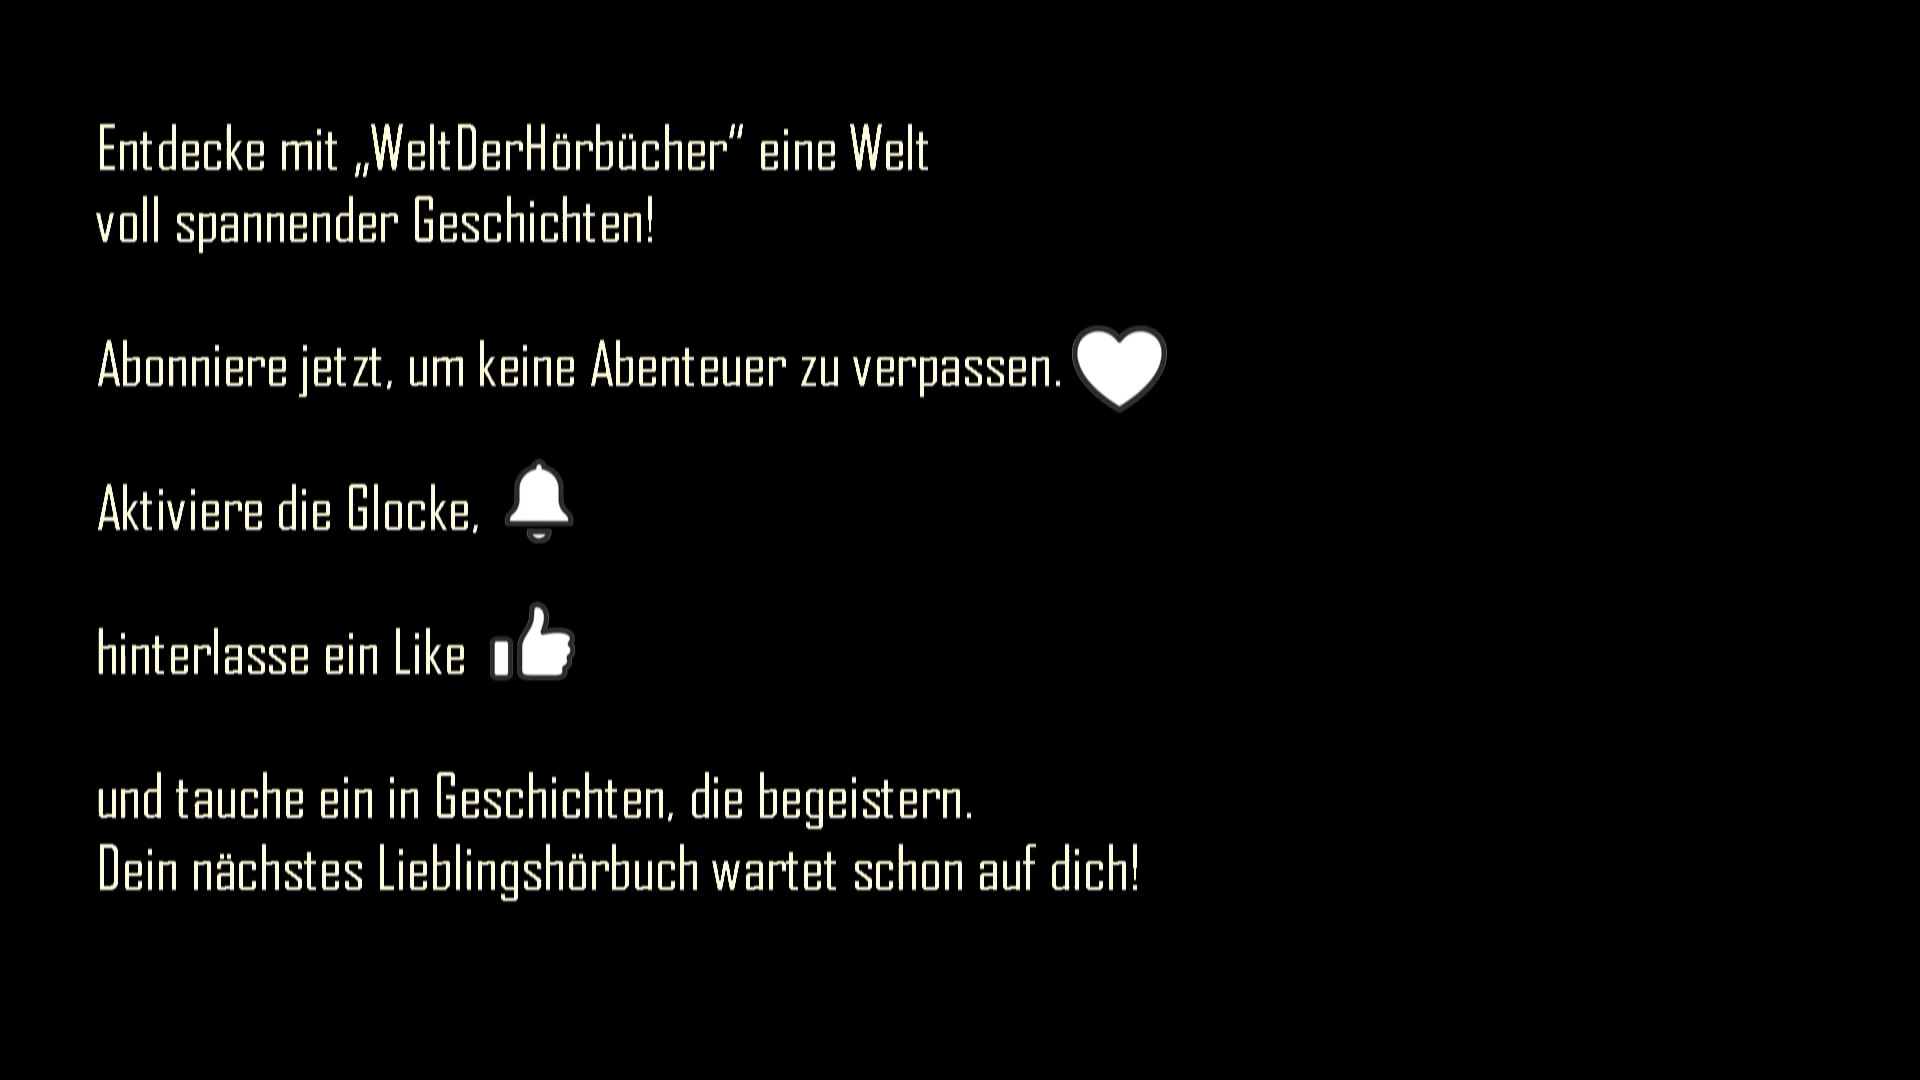 Entdecke mit „WeltDerHörbücher“ eine Welt
voll spannender Geschichten!
Abonniere jetzt, um keine Abenteuer zu verpassen.
Aktiviere die Glocke,
hinterlasse ein Like
und tauche ein in Geschichten, die begeistern.
Dein nächstes Lieblingshörbuch wartet schon auf dich!